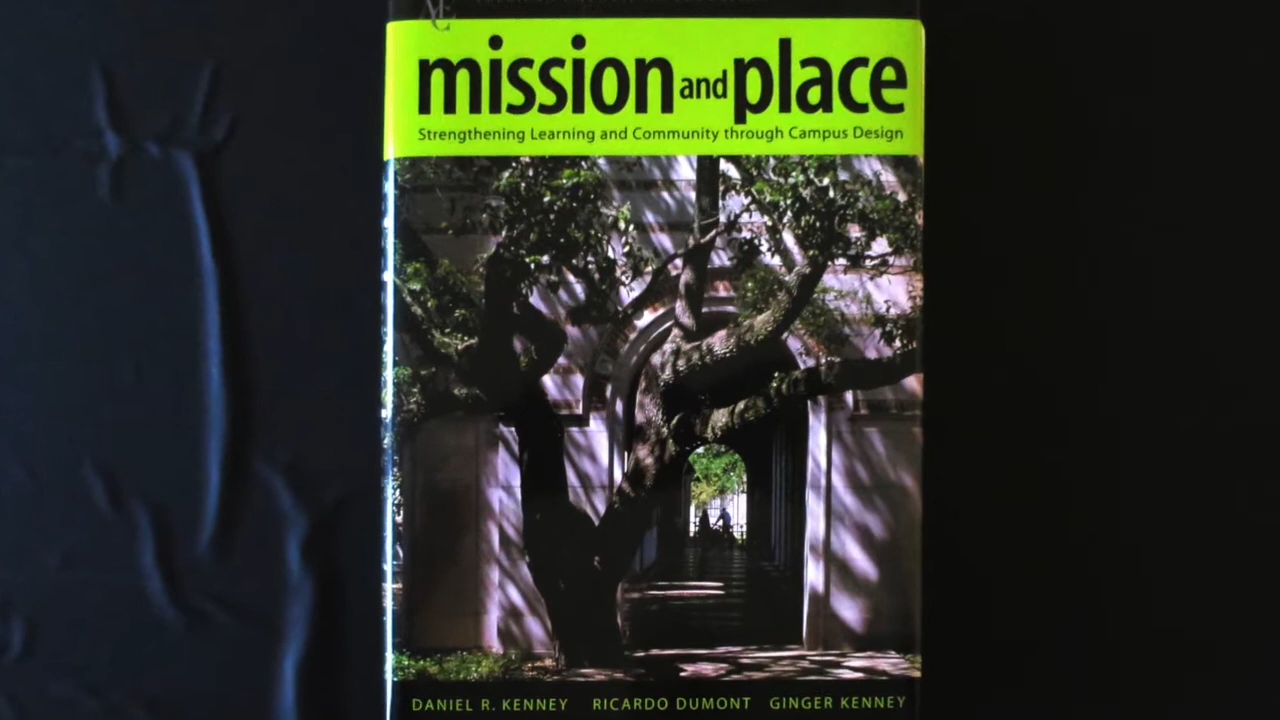 mission and place
Strengthening Learning and Community through Campus Design
DANIEL R. KENNEY RICARDO DUMONT GINGER KENNEY